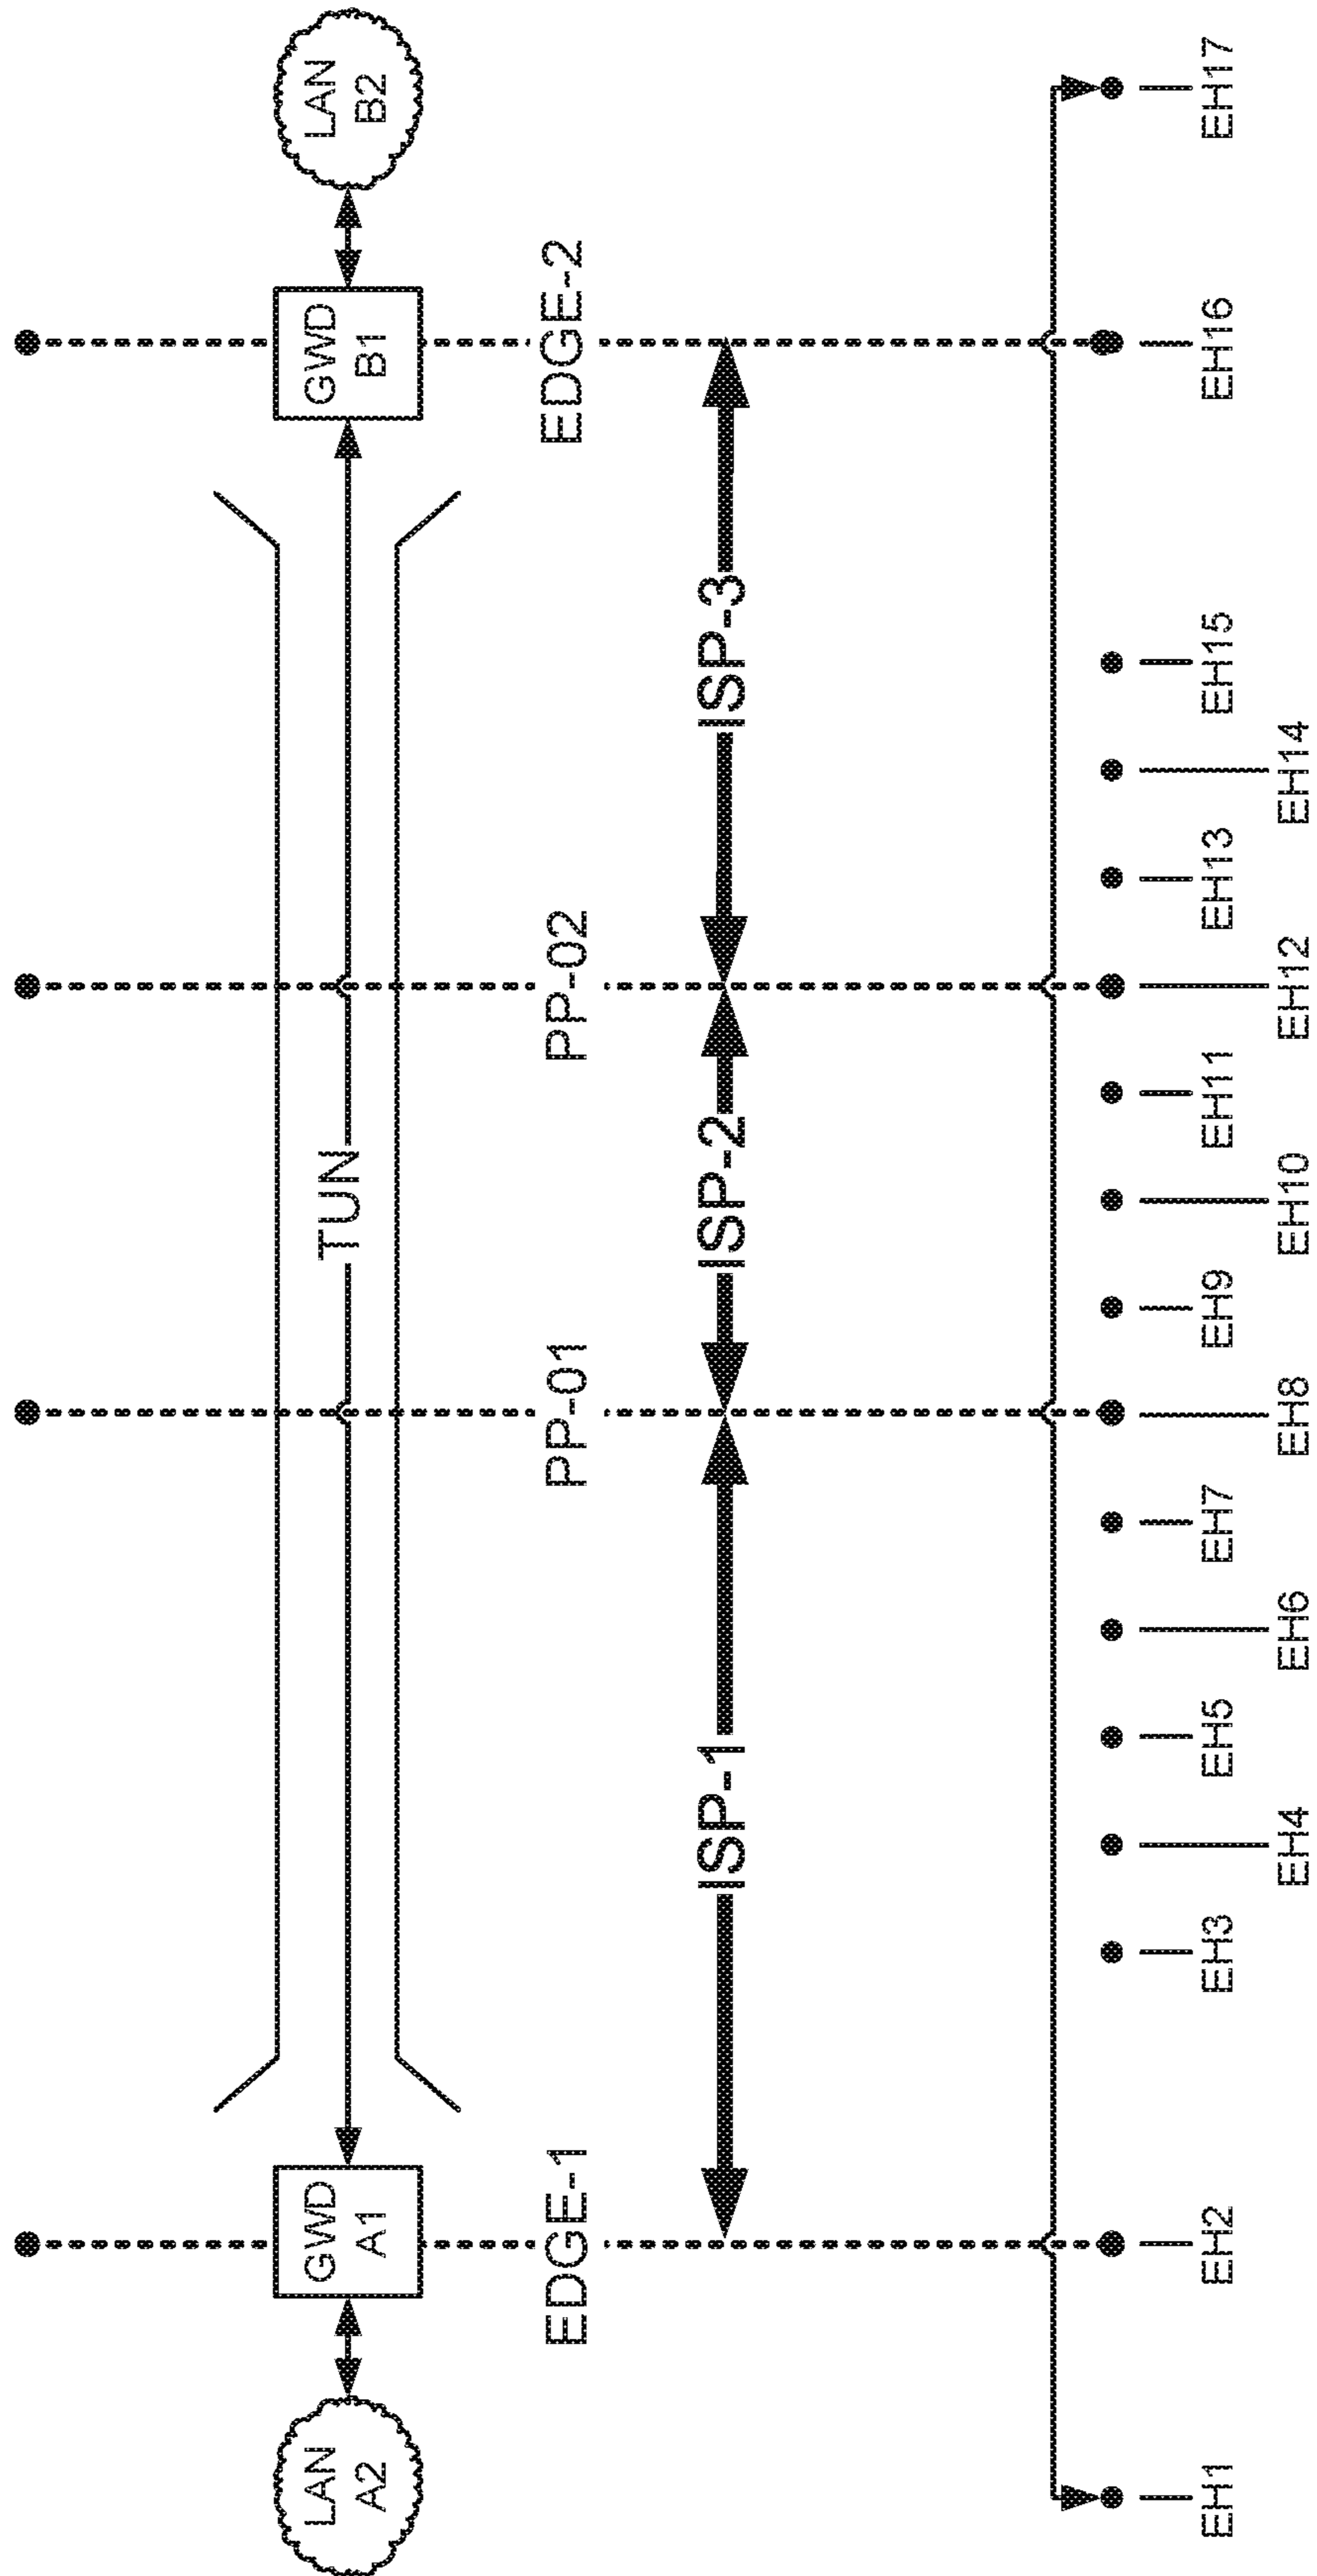 LAN
A2
GWD
A1
TUN
GWD
B1
LAN
B2
EDGE-1
PP-01
PP-02
EDGE-2
ISP-1
ISP-2
ISP-3
EH1
EH2
EH3
EH4
EH5
EH6
EH7
EH8
EH9
EH10
EH11
EH12
EH13
EH14
EH15
EH16
EH17